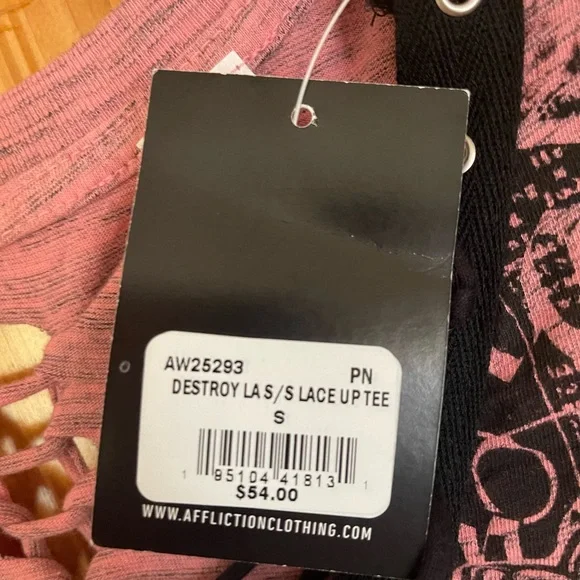 AW25293 PN
DESTROY LA S/S LACE UP TEE
S
1 95104 41813 1
$54.00
WWW.AFFLICTIONCLOTHING.COM